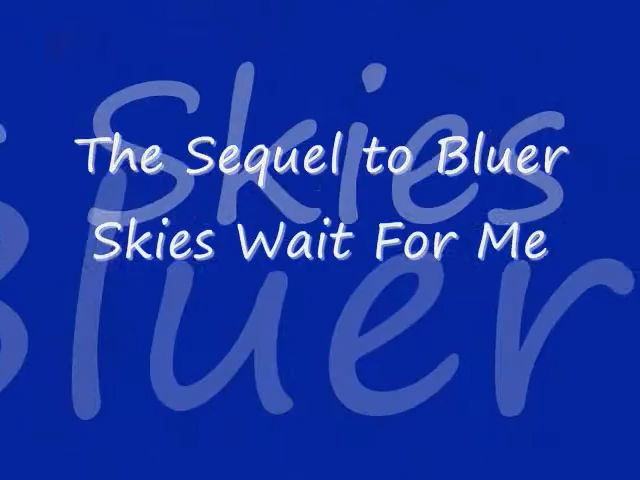 The Sequel to Bluer
Skies Wait For Me
Skies
Bluer